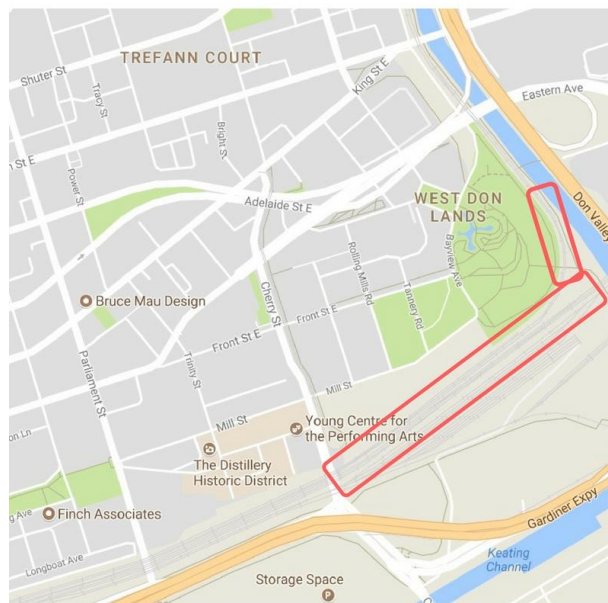 TREFANN COURT
Shuter St
Tracy St
King St E
Eastern Ave
Bright St
n St E
Power St
Adelaide St E
WEST DON
LANDS
Don Valley
Bayview Ave
Rolling Mills Rd
Tannery Rd
Cherry St
Bruce Mau Design
Front St E
Front St E
Trinity St
Parliament St
Mill St
Mill St
Young Centre for
the Performing Arts
on Ln
The Distillery
Historic District
g Ave
Finch Associates
Gardiner Expy
Longboat Ave
Keating
Channel
Storage Space
P
C